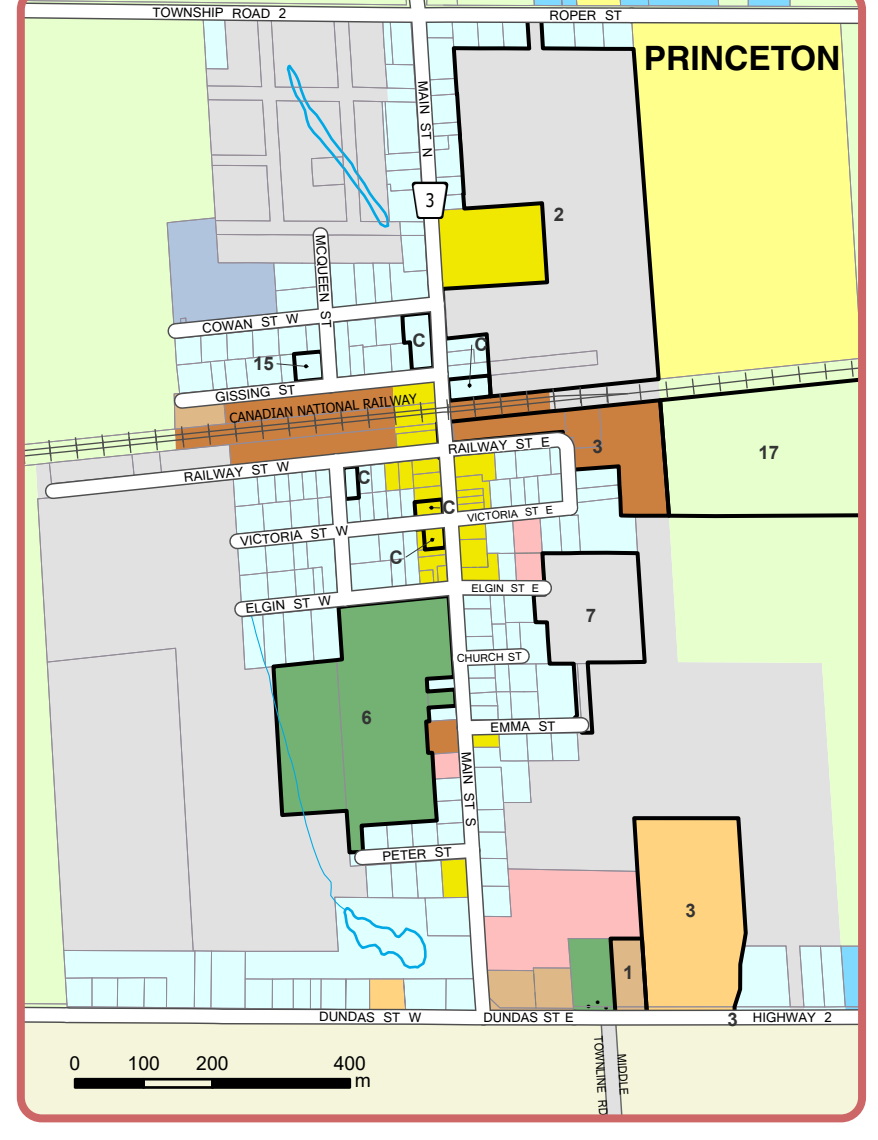 TOWNSHIP ROAD 2
ROPER ST
PRINCETON
MAIN ST N
3
2
MCQUEEN ST
COWAN ST W
C
C
15
GISSING ST
CANADIAN NATIONAL RAILWAY
RAILWAY ST E
3
17
RAILWAY ST W
C
C
VICTORIA ST E
VICTORIA ST W
C
ELGIN ST E
ELGIN ST W
7
CHURCH ST
6
EMMA ST
MAIN ST S
PETER ST
3
1
DUNDAS ST W
DUNDAS ST E
3
HIGHWAY 2
MIDDLE
TOWNLINE RD
0 100 200 400
m